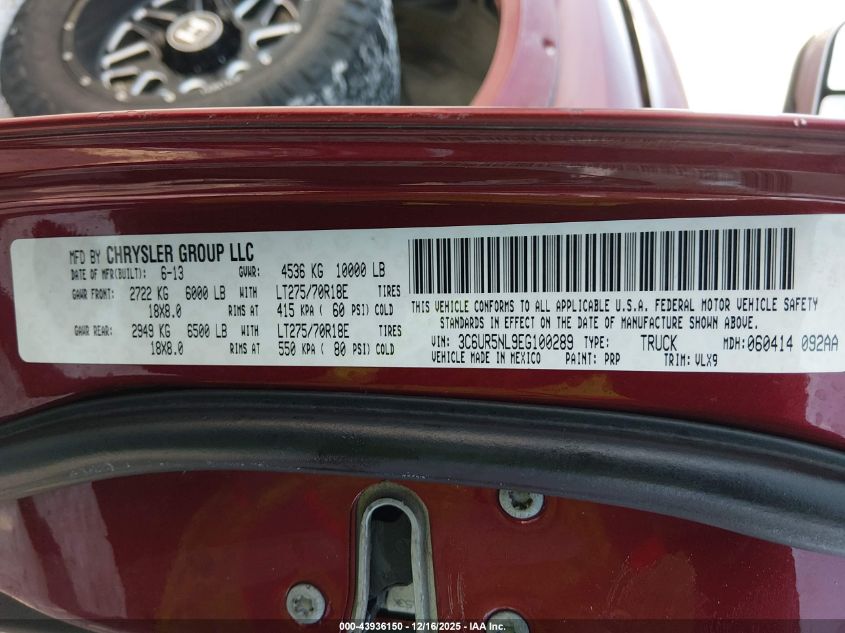 MFD BY CHRYSLER GROUP LLC
DATE OF MFR(BUILT): 6-13 GVWR: 4536 KG 10000 LB
GAWR FRONT: 2722 KG 6000 LB WITH LT275/70R18E TIRES
18X8.0 RIMS AT 415 KPA ( 60 PSI) COLD
GAWR REAR: 2949 KG 6500 LB WITH LT275/70R18E TIRES
18X8.0 RIMS AT 550 KPA ( 80 PSI) COLD
THIS VEHICLE CONFORMS TO ALL APPLICABLE U.S.A. FEDERAL MOTOR VEHICLE SAFETY
STANDARDS IN EFFECT ON THE DATE OF MANUFACTURE SHOWN ABOVE.
VIN: 3C6UR5NL9EG100289 TYPE: TRUCK MDH: 060414 092AA
VEHICLE MADE IN MEXICO PAINT: PRP TRIM: VLX9
000-43936150 - 12/16/2025 - IAA, Inc.